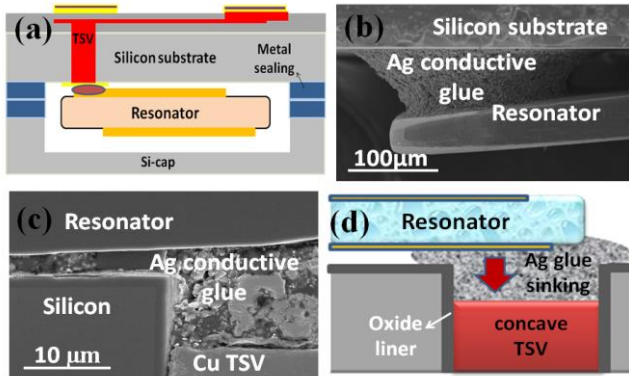 (a)
TSV
Silicon substrate
Metal
sealing
Resonator
Si-cap
(b)
Silicon substrate
Ag conductive
glue
Resonator
100μm
(c)
Resonator
Ag conductive
glue
Silicon
10 μm
Cu TSV
(d)
Resonator
Ag glue
sinking
Oxide
liner
concave
TSV